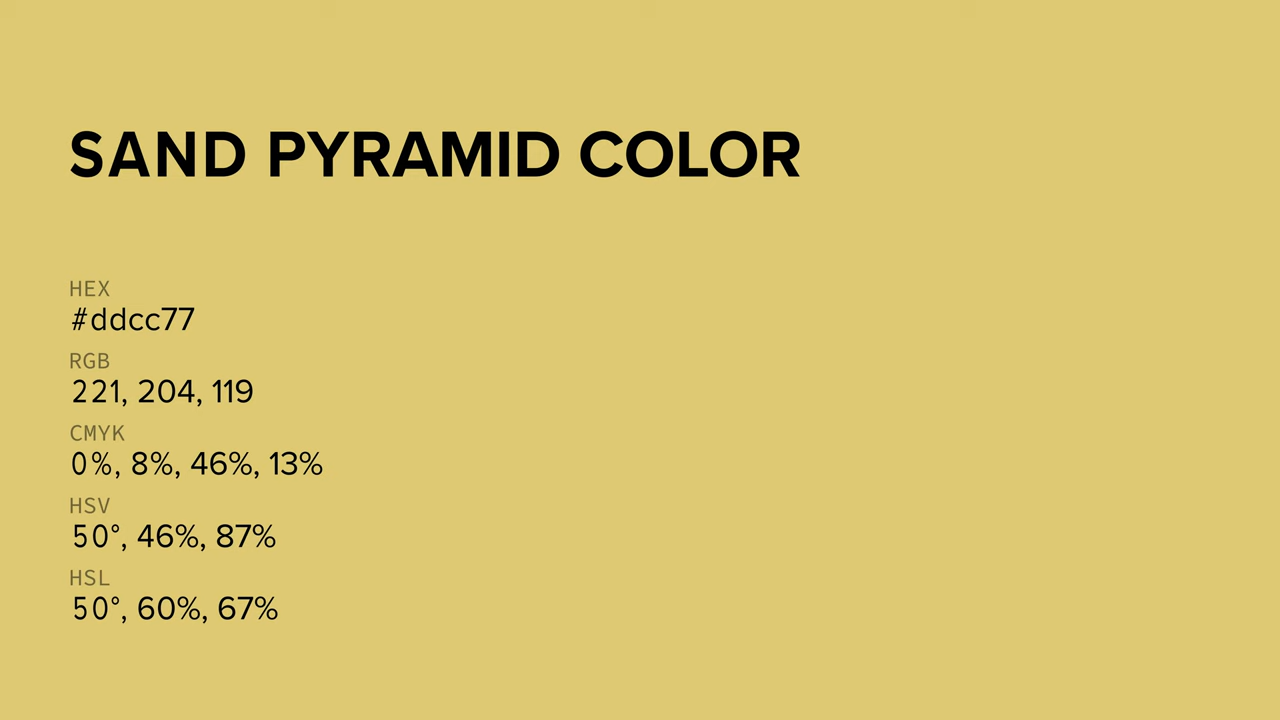 SAND PYRAMID COLOR
HEX
#ddcc77
RGB
221, 204, 119
CMYK
0%, 8%, 46%, 13%
HSV
50°, 46%, 87%
HSL
50°, 60%, 67%